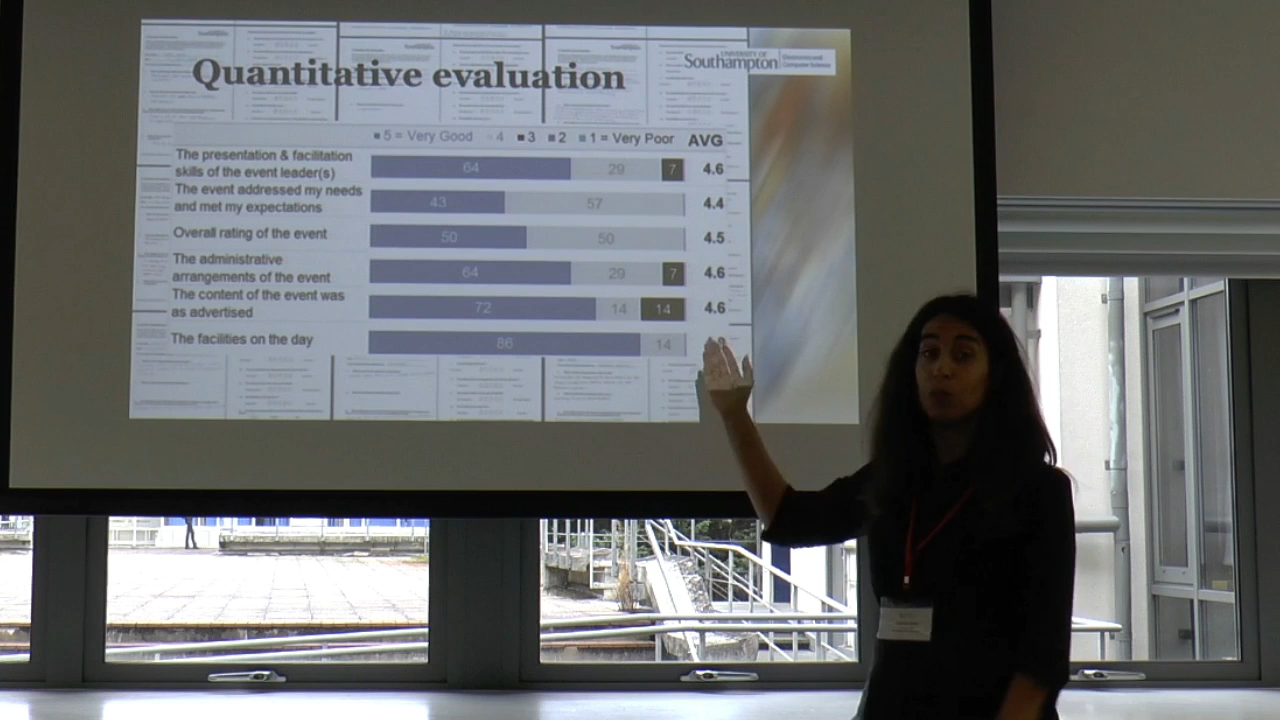 Quantitative evaluation
UNIVERSITY OF
Southampton
Electronics and
Computer Science
5 = Very Good 4 3 2 1 = Very Poor AVG
The presentation & facilitation
skills of the event leader(s)
64 29 7 4.6
The event addressed my needs
and met my expectations
43 57 4.4
Overall rating of the event
50 50 4.5
The administrative
arrangements of the event
64 29 7 4.6
The content of the event was
as advertised
72 14 14 4.6
The facilities on the day
86 14